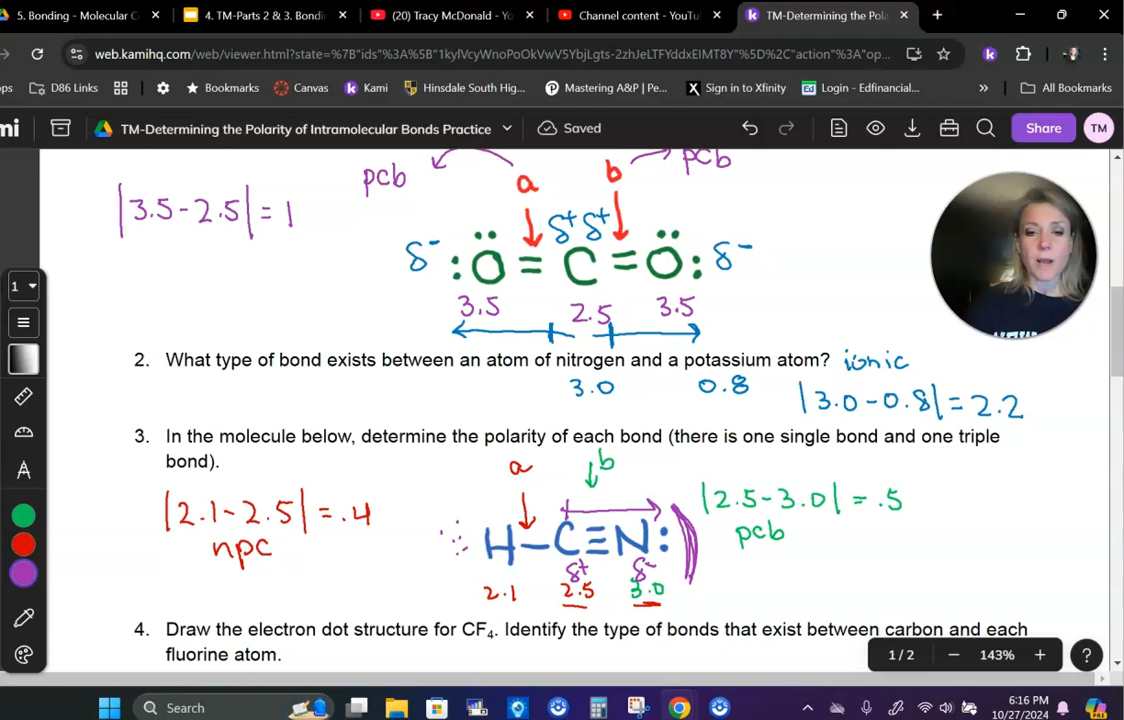 5. Bonding - Molecular C
4. TM-Parts 2 & 3. Bondi
(20) Tracy McDonald - Yo
Channel content - YouTu
TM-Determining the Pola
web.kamihq.com/web/viewer.html?state=%7B"ids"%3A%5B"1kylVcyWnoPoOkVwV5YbjLgts-2zhJeLTFYddxEIMT8Y"%5D%2C"action"%3A"op...
ops
D86 Links
Bookmarks
Canvas
Kami
Hinsdale South Hig...
Mastering A&P | Pe...
Sign in to Xfinity
Login - Edfinancial...
All Bookmarks
mi
TM-Determining the Polarity of Intramolecular Bonds Practice
Saved
Share
TM
pcb a b pcb
|3.5-2.5| = 1
δ+ δ+
δ- :O = C = O: δ-
3.5 2.5 3.5
2. What type of bond exists between an atom of nitrogen and a potassium atom? ionic
3.0 0.8 |3.0-0.8| = 2.2
3. In the molecule below, determine the polarity of each bond (there is one single bond and one triple
bond).
a b
|2.1-2.5| = .4 |2.5-3.0| = .5
npc H-C≡N: pcb
δ+ δ-
2.1 2.5 3.0
4. Draw the electron dot structure for CF₄. Identify the type of bonds that exist between carbon and each
fluorine atom.
1
1 / 2
143%
Search
6:16 PM
10/27/2024